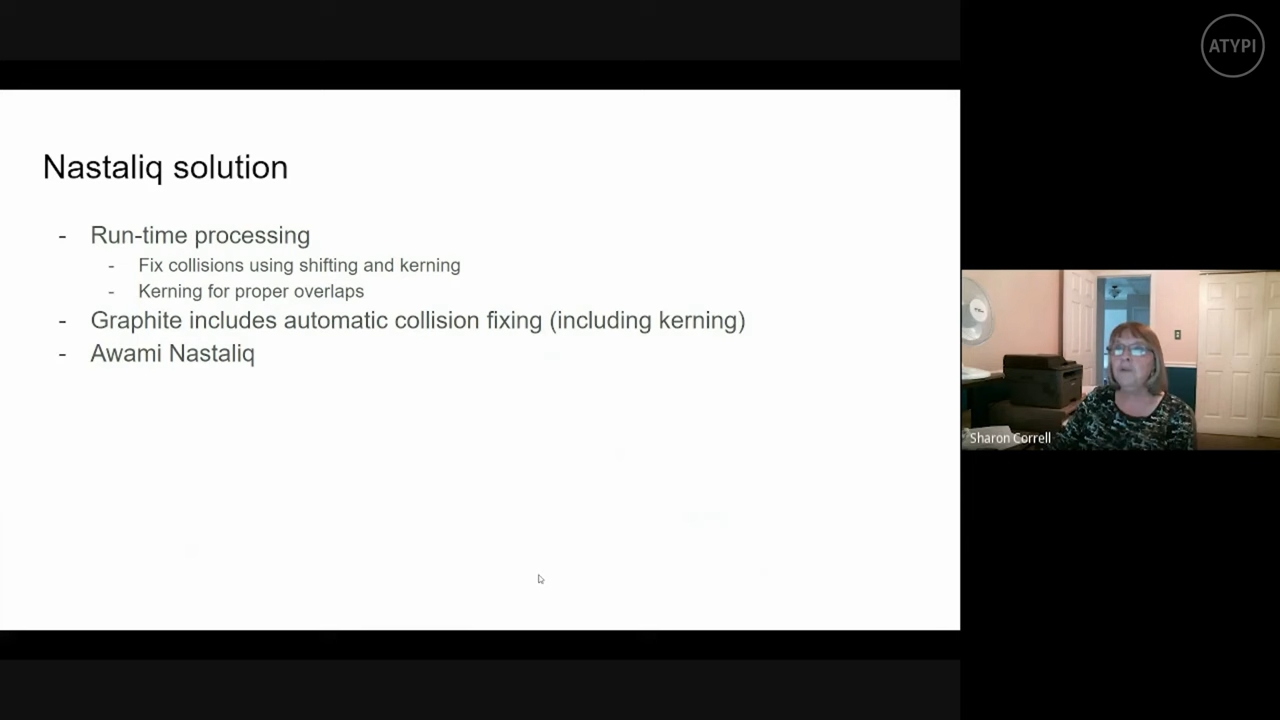 ATYPI
Nastaliq solution
- Run-time processing
- Fix collisions using shifting and kerning
- Kerning for proper overlaps
- Graphite includes automatic collision fixing (including kerning)
- Awami Nastaliq
Sharon Correll